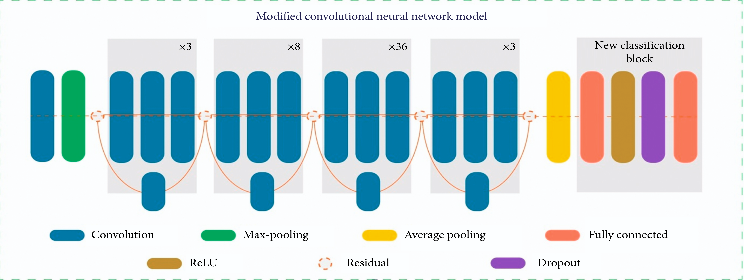 Modified convolutional neural network model
×3
×8
×36
×3
New classification
block
Convolution
Max-pooling
Average pooling
Fully connected
ReLU
Residual
Dropout